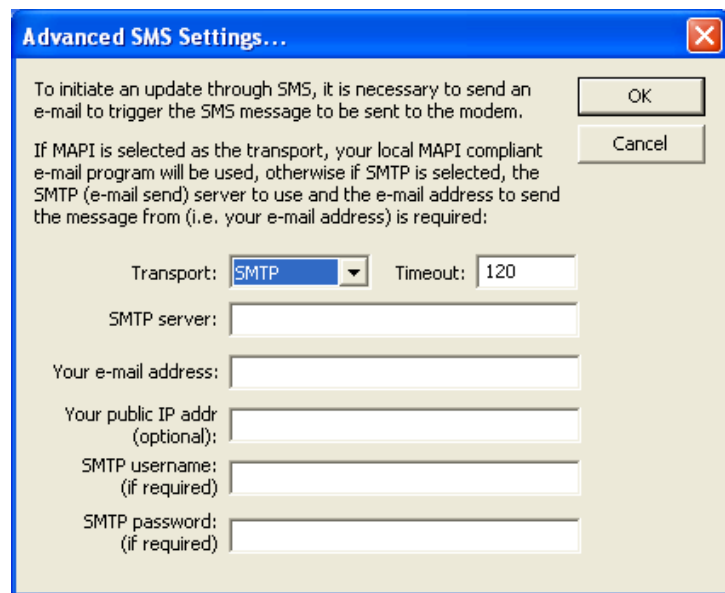 Advanced SMS Settings...
To initiate an update through SMS, it is necessary to send an
e-mail to trigger the SMS message to be sent to the modem.
OK
Cancel
If MAPI is selected as the transport, your local MAPI compliant
e-mail program will be used, otherwise if SMTP is selected, the
SMTP (e-mail send) server to use and the e-mail address to send
the message from (i.e. your e-mail address) is required:
Transport: SMTP Timeout: 120
SMTP server:
Your e-mail address:
Your public IP addr
(optional):
SMTP username:
(if required)
SMTP password:
(if required)